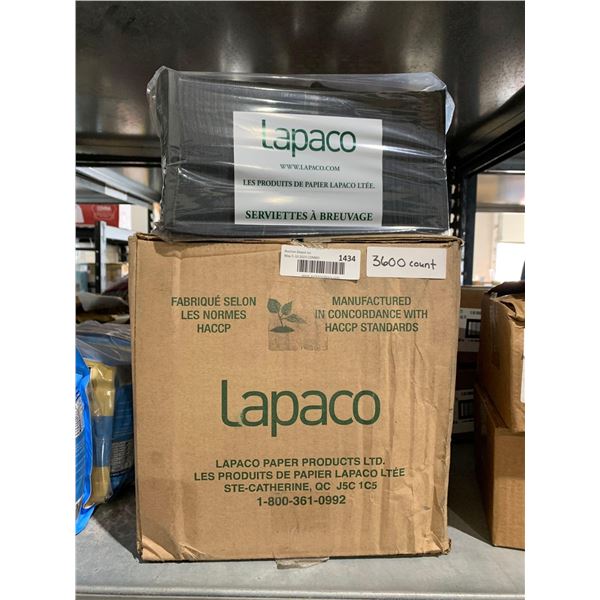 Lapaco
WWW.LAPACO.COM
LES PRODUITS DE PAPIER LAPACO LTÉE.
SERVIETTES À BREUVAGE
1434
3600 count
FABRIQUÉ SELON
LES NORMES
HACCP
MANUFACTURED
IN CONCORDANCE WITH
HACCP STANDARDS
Lapaco
LAPACO PAPER PRODUCTS LTD.
LES PRODUITS DE PAPIER LAPACO LTÉE
STE-CATHERINE, QC J5C 1C5
1-800-361-0992